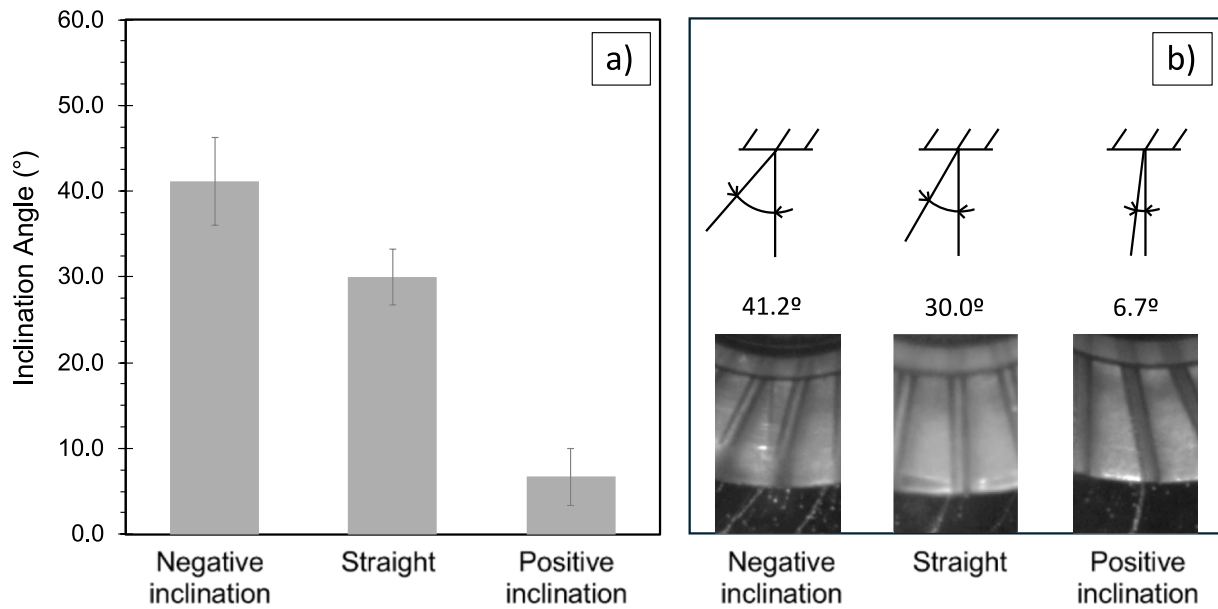 60.0
50.0
40.0
30.0
20.0
10.0
0.0
Inclination Angle (°)
a)
Negative
inclination
Straight
Positive
inclination
b)
41.2º
30.0º
6.7º
Negative
inclination
Straight
Positive
inclination